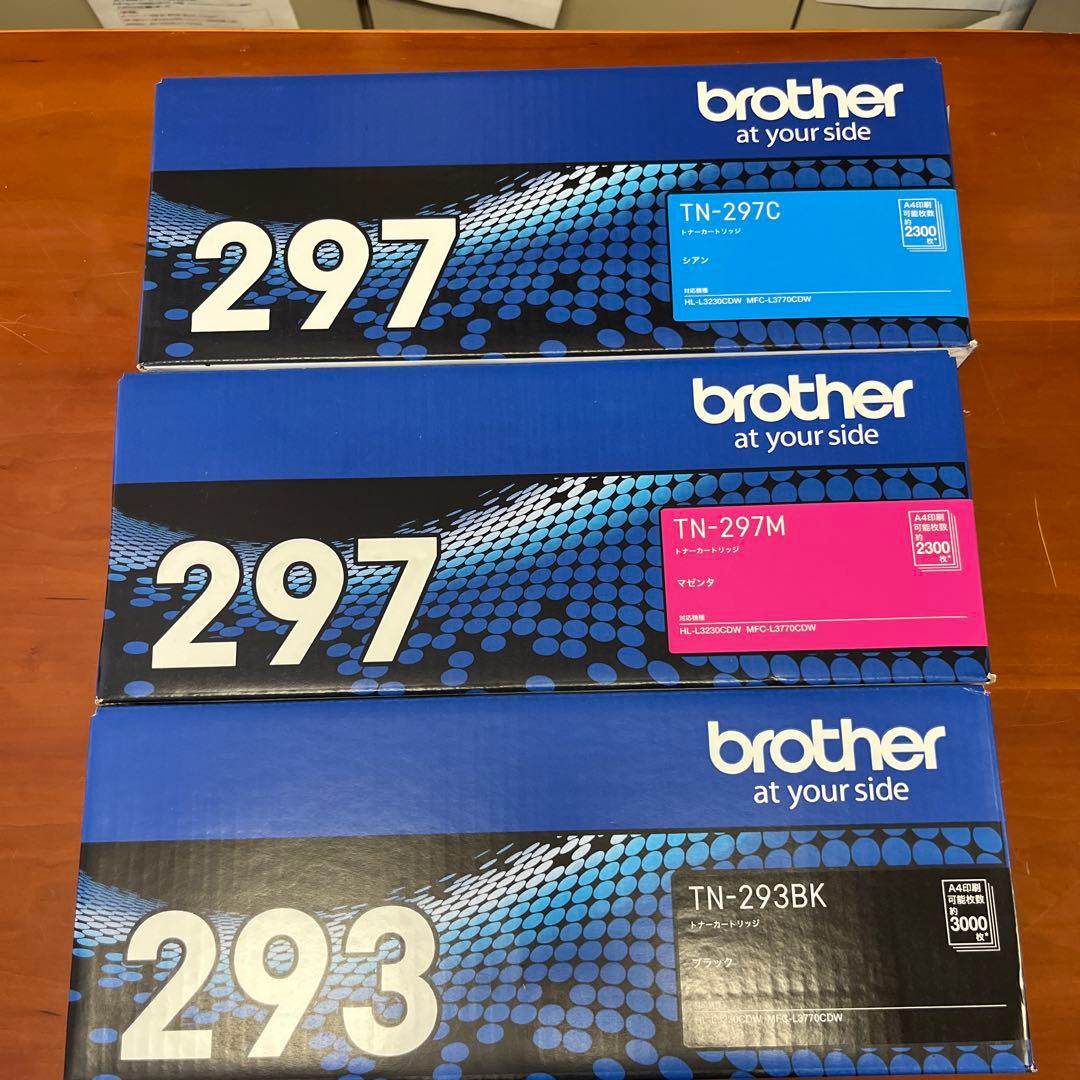 brother
at your side
297
TN-297C
トナーカートリッジ
シアン
A4印刷
可能枚数
約
2300
枚*
対応機種
HL-L3230CDW MFC-L3770CDW
brother
at your side
297
TN-297M
トナーカートリッジ
マゼンタ
A4印刷
可能枚数
約
2300
枚*
対応機種
HL-L3230CDW MFC-L3770CDW
brother
at your side
293
TN-293BK
トナーカートリッジ
ブラック
A4印刷
可能枚数
約
3000
枚*
HL-L3230CDW MFC-L3770CDW